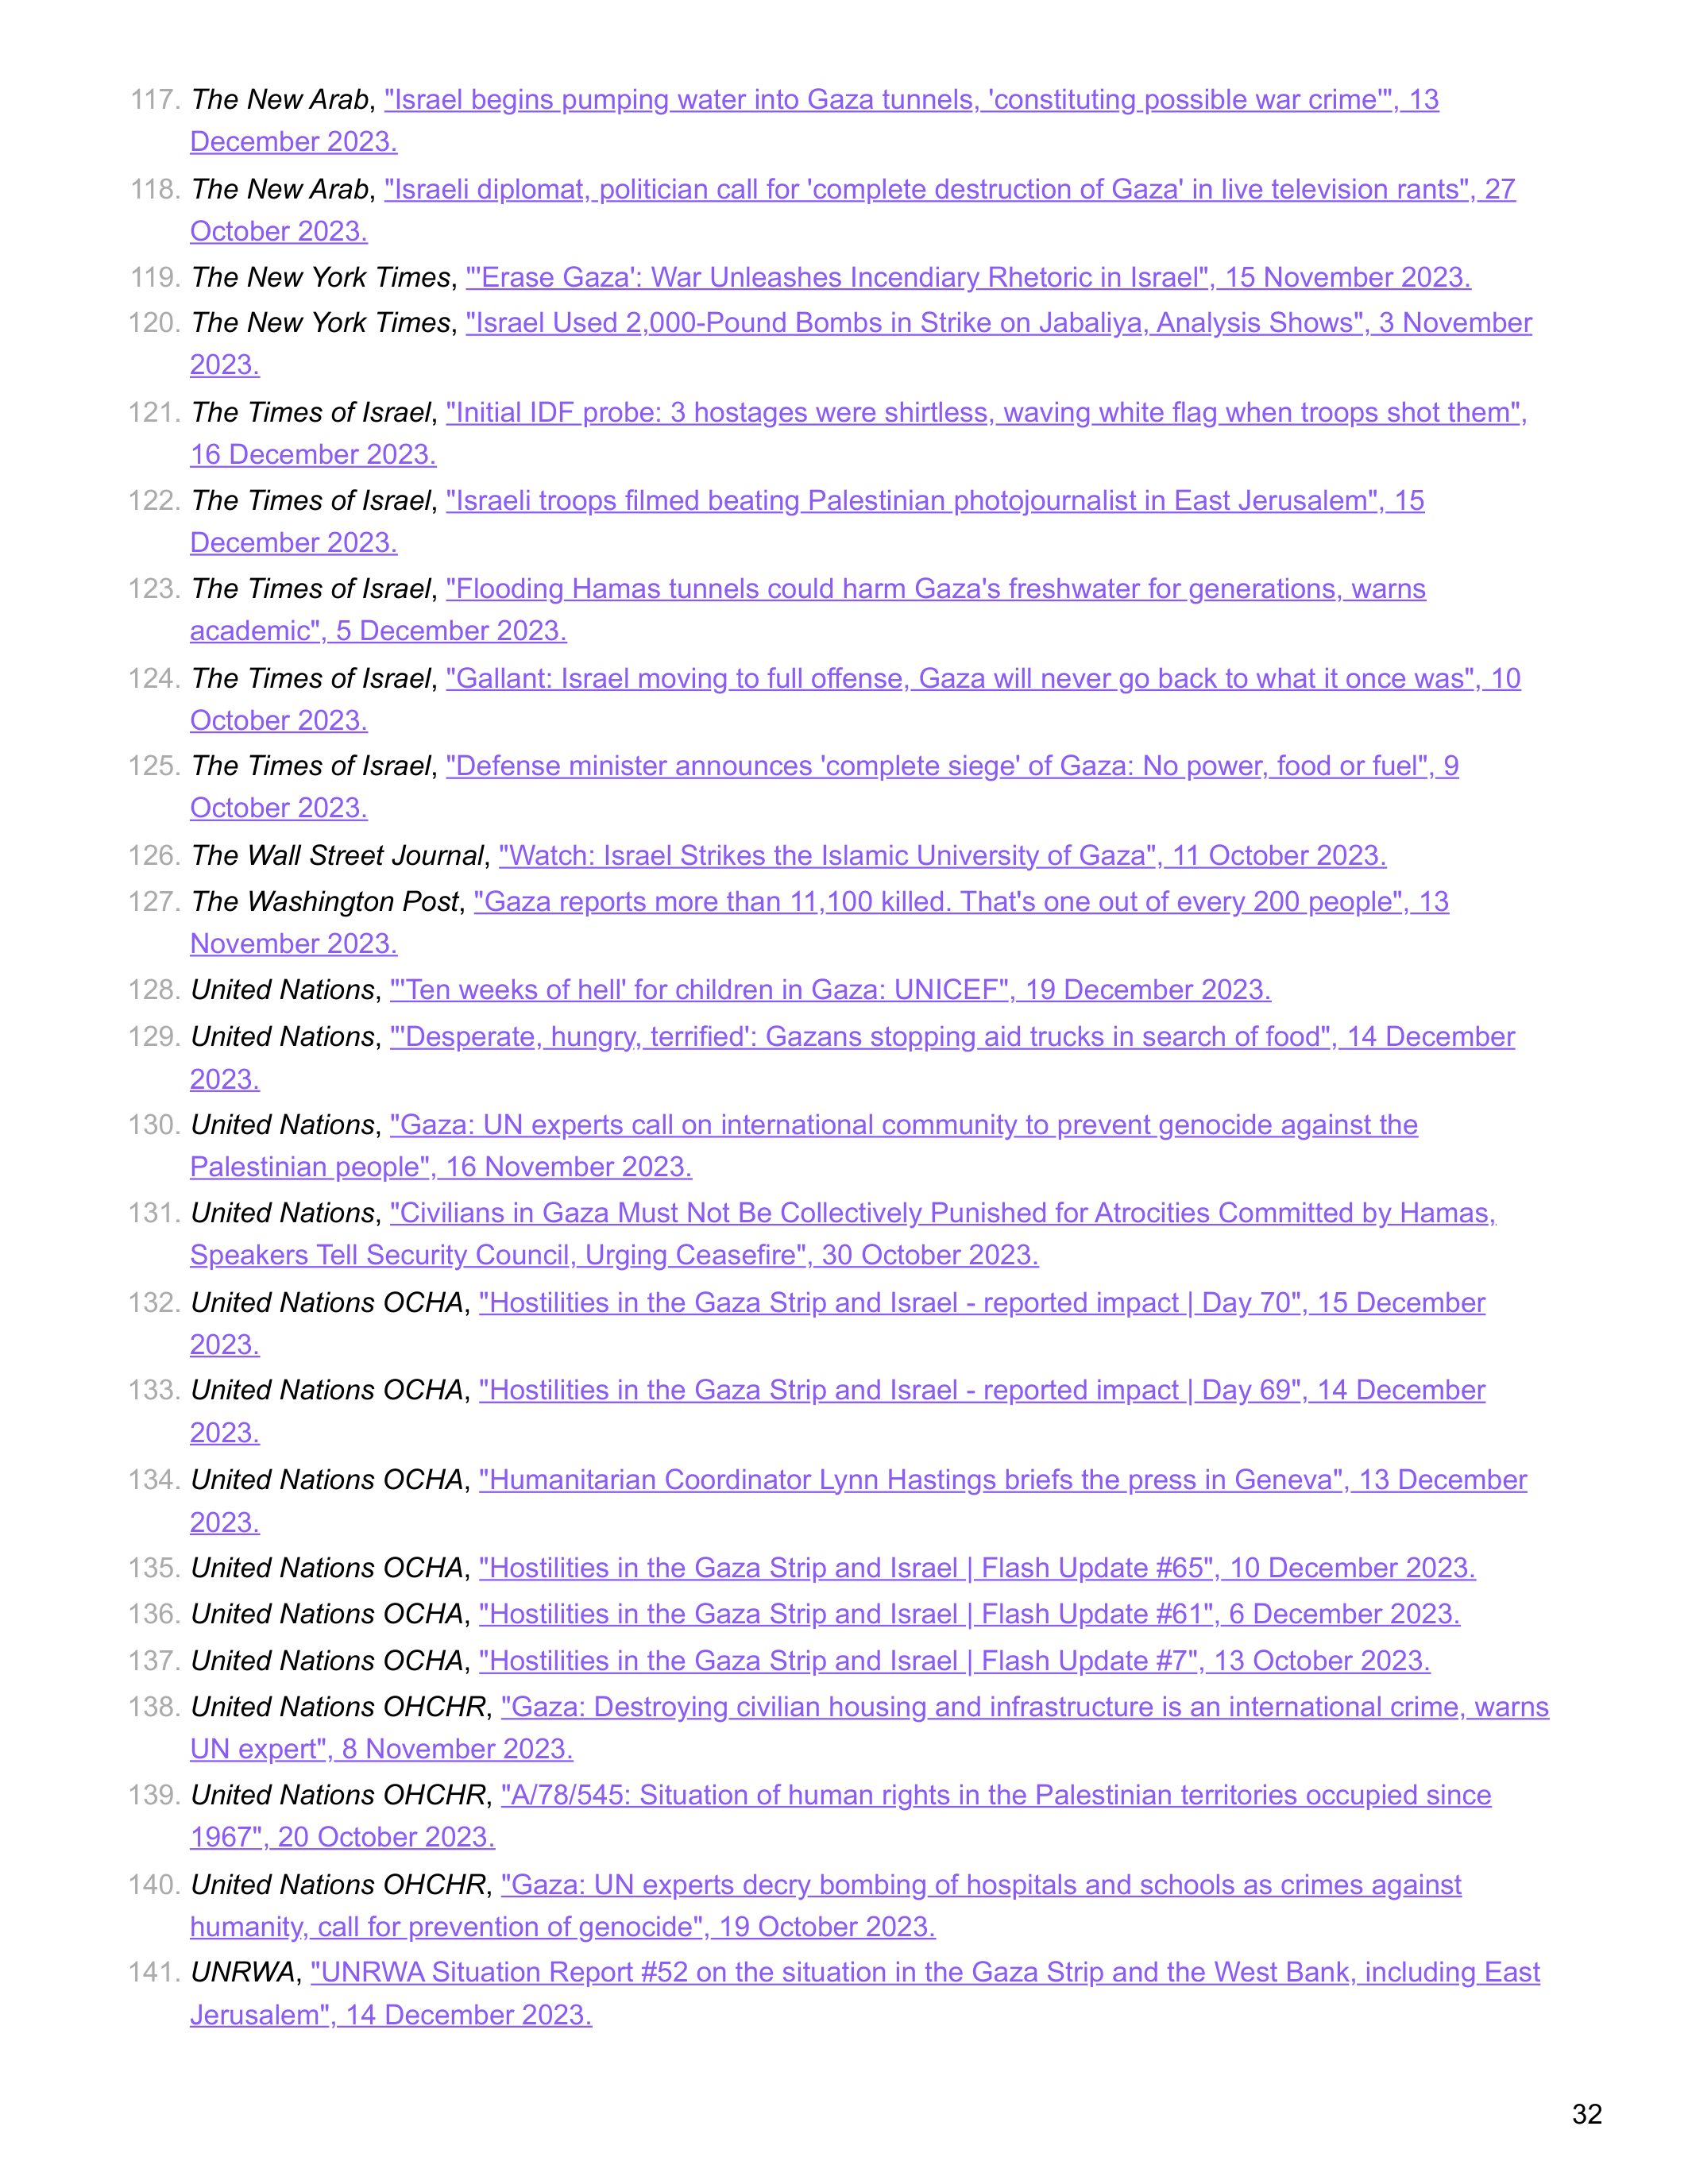 117. The New Arab, "Israel begins pumping water into Gaza tunnels, 'constituting possible war crime'", 13
December 2023.
118. The New Arab, "Israeli diplomat, politician call for 'complete destruction of Gaza' in live television rants", 27
October 2023.
119. The New York Times, "'Erase Gaza': War Unleashes Incendiary Rhetoric in Israel", 15 November 2023.
120. The New York Times, "Israel Used 2,000-Pound Bombs in Strike on Jabaliya, Analysis Shows", 3 November
2023.
121. The Times of Israel, "Initial IDF probe: 3 hostages were shirtless, waving white flag when troops shot them",
16 December 2023.
122. The Times of Israel, "Israeli troops filmed beating Palestinian photojournalist in East Jerusalem", 15
December 2023.
123. The Times of Israel, "Flooding Hamas tunnels could harm Gaza's freshwater for generations, warns
academic", 5 December 2023.
124. The Times of Israel, "Gallant: Israel moving to full offense, Gaza will never go back to what it once was", 10
October 2023.
125. The Times of Israel, "Defense minister announces 'complete siege' of Gaza: No power, food or fuel", 9
October 2023.
126. The Wall Street Journal, "Watch: Israel Strikes the Islamic University of Gaza", 11 October 2023.
127. The Washington Post, "Gaza reports more than 11,100 killed. That's one out of every 200 people", 13
November 2023.
128. United Nations, "'Ten weeks of hell' for children in Gaza: UNICEF", 19 December 2023.
129. United Nations, "'Desperate, hungry, terrified': Gazans stopping aid trucks in search of food", 14 December
2023.
130. United Nations, "Gaza: UN experts call on international community to prevent genocide against the
Palestinian people", 16 November 2023.
131. United Nations, "Civilians in Gaza Must Not Be Collectively Punished for Atrocities Committed by Hamas,
Speakers Tell Security Council, Urging Ceasefire", 30 October 2023.
132. United Nations OCHA, "Hostilities in the Gaza Strip and Israel - reported impact | Day 70", 15 December
2023.
133. United Nations OCHA, "Hostilities in the Gaza Strip and Israel - reported impact | Day 69", 14 December
2023.
134. United Nations OCHA, "Humanitarian Coordinator Lynn Hastings briefs the press in Geneva", 13 December
2023.
135. United Nations OCHA, "Hostilities in the Gaza Strip and Israel | Flash Update #65", 10 December 2023.
136. United Nations OCHA, "Hostilities in the Gaza Strip and Israel | Flash Update #61", 6 December 2023.
137. United Nations OCHA, "Hostilities in the Gaza Strip and Israel | Flash Update #7", 13 October 2023.
138. United Nations OHCHR, "Gaza: Destroying civilian housing and infrastructure is an international crime, warns
UN expert", 8 November 2023.
139. United Nations OHCHR, "A/78/545: Situation of human rights in the Palestinian territories occupied since
1967", 20 October 2023.
140. United Nations OHCHR, "Gaza: UN experts decry bombing of hospitals and schools as crimes against
humanity, call for prevention of genocide", 19 October 2023.
141. UNRWA, "UNRWA Situation Report #52 on the situation in the Gaza Strip and the West Bank, including East
Jerusalem", 14 December 2023.
32